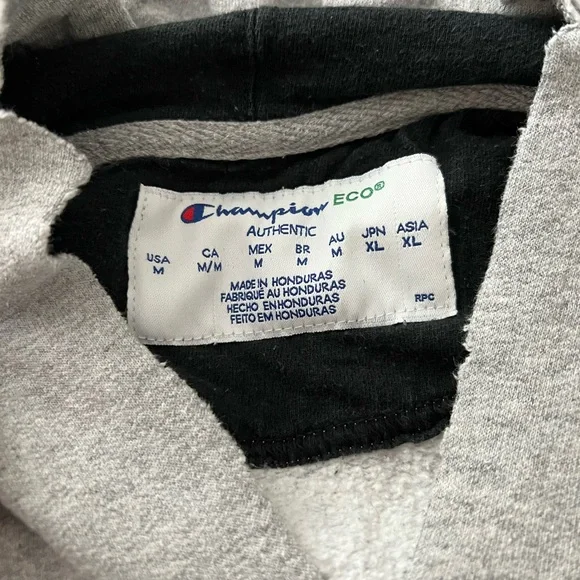 Champion ECO®
AUTHENTIC
USA CA MEX BR AU JPN ASIA
M M/M M M M XL XL
MADE IN HONDURAS
FABRIQUÉ AU HONDURAS
HECHO EN HONDURAS
FEITO EM HONDURAS
RPC